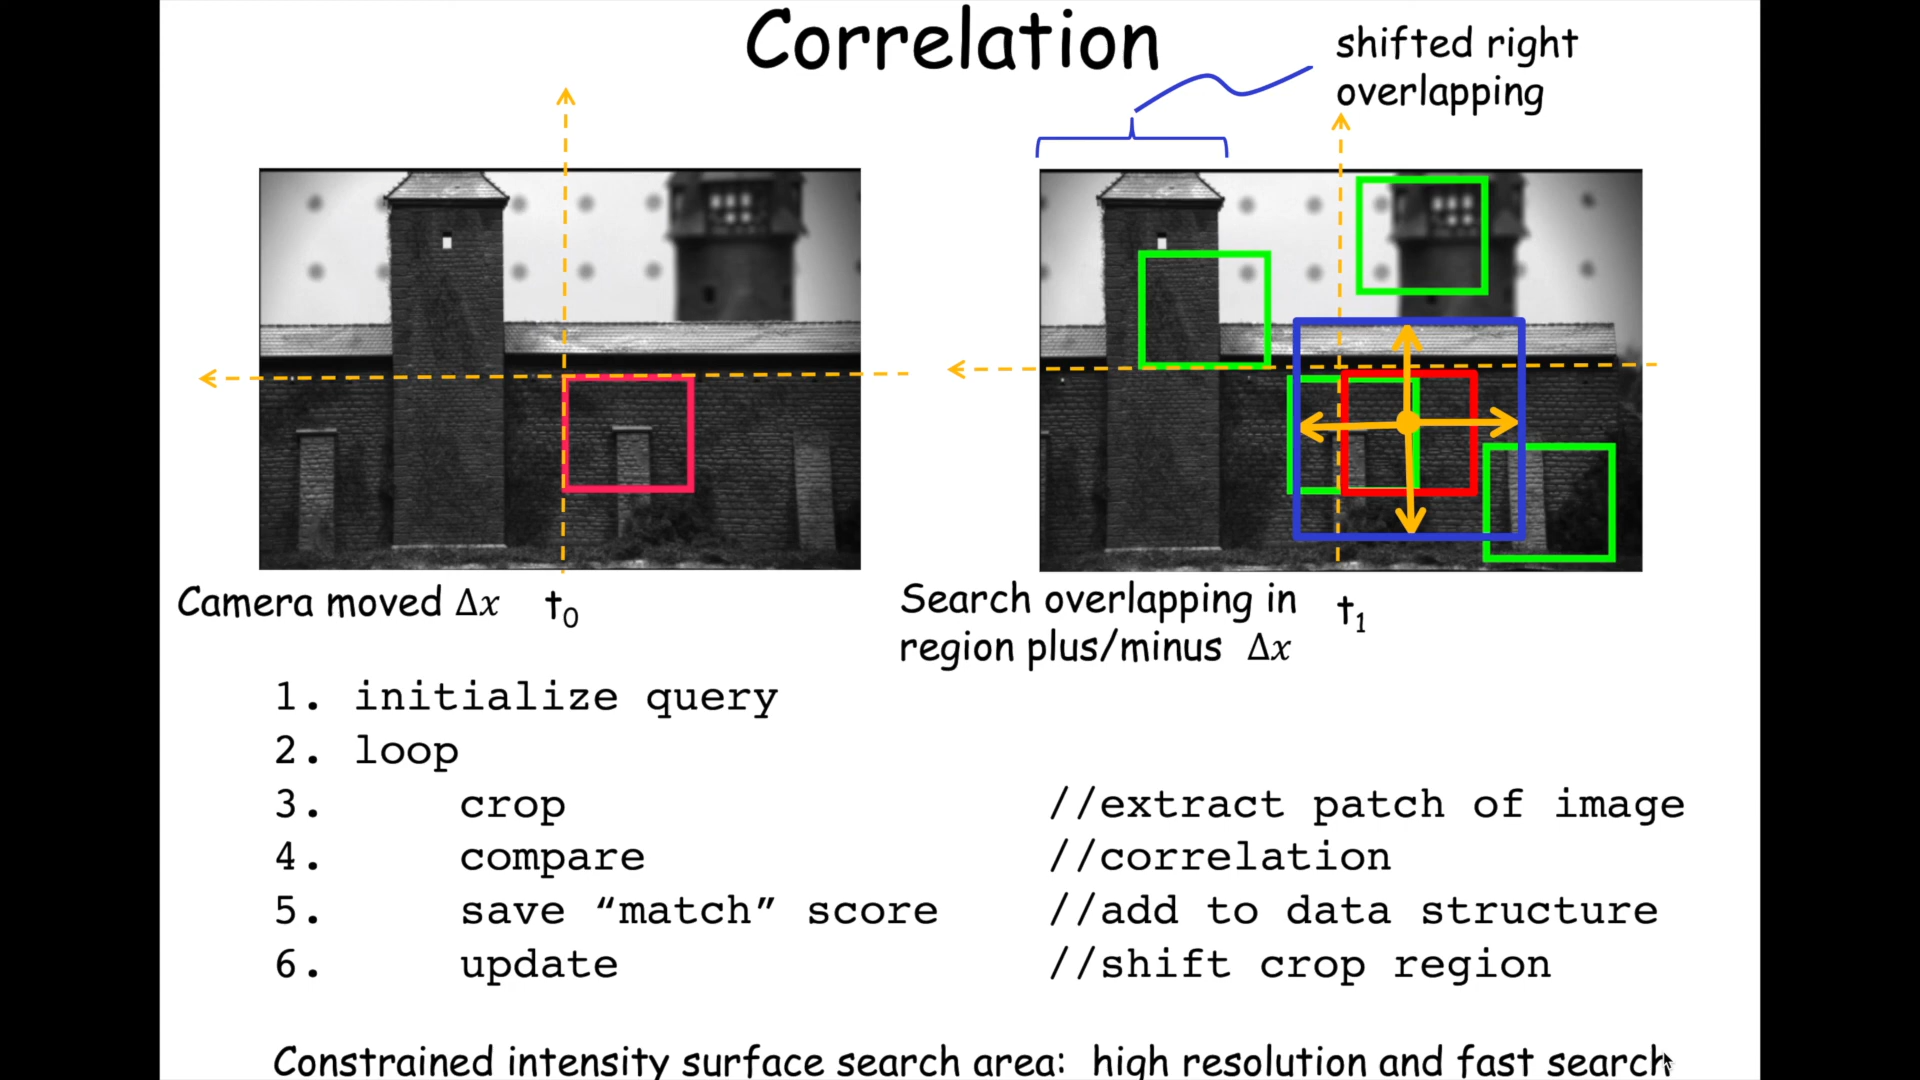 Correlation
shifted right
overlapping
Camera moved Δx t0
Search overlapping in
region plus/minus Δx
t1
1. initialize query
2. loop
3. crop //extract patch of image
4. compare //correlation
5. save “match” score //add to data structure
6. update //shift crop region
Constrained intensity surface search area: high resolution and fast search